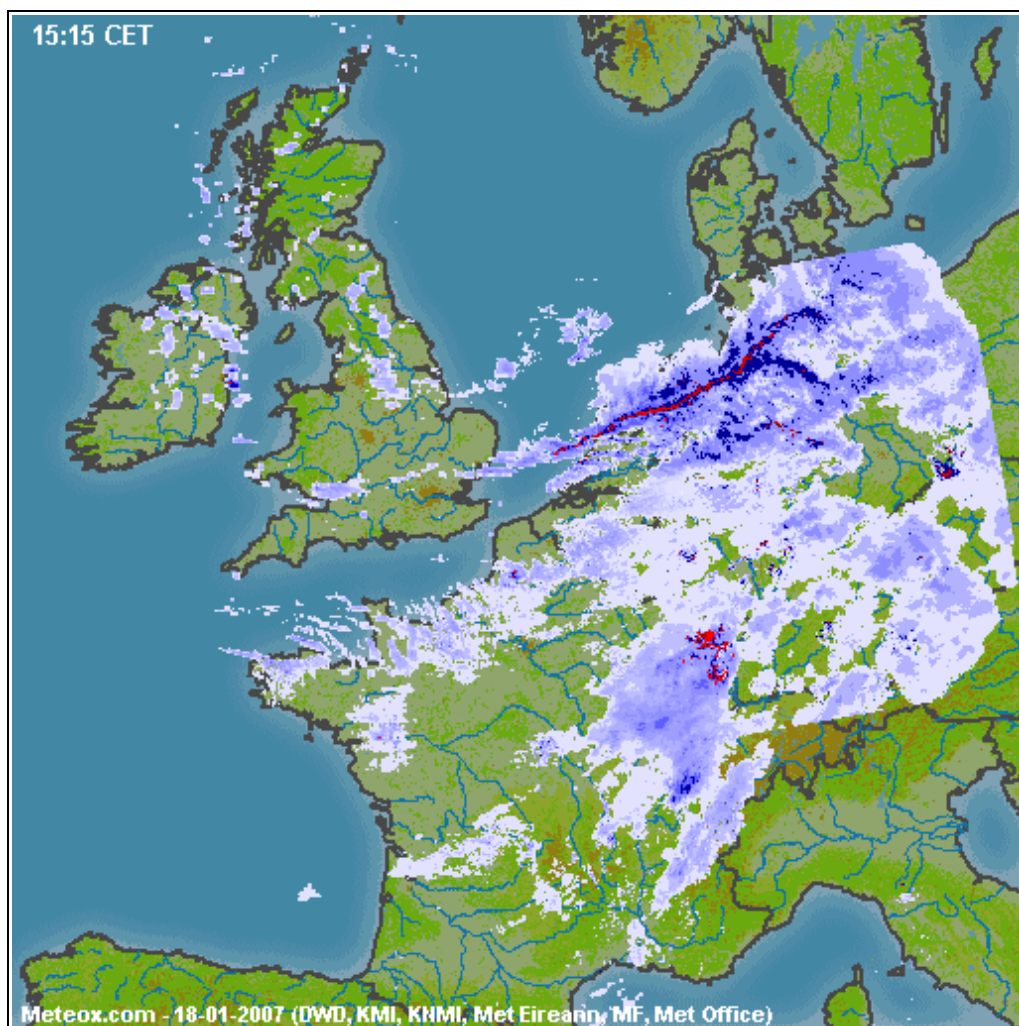 15:15 CET
Meteox.com - 18-01-2007 (DWD, KMI, KNMI, Met Eireann, MF, Met Office)